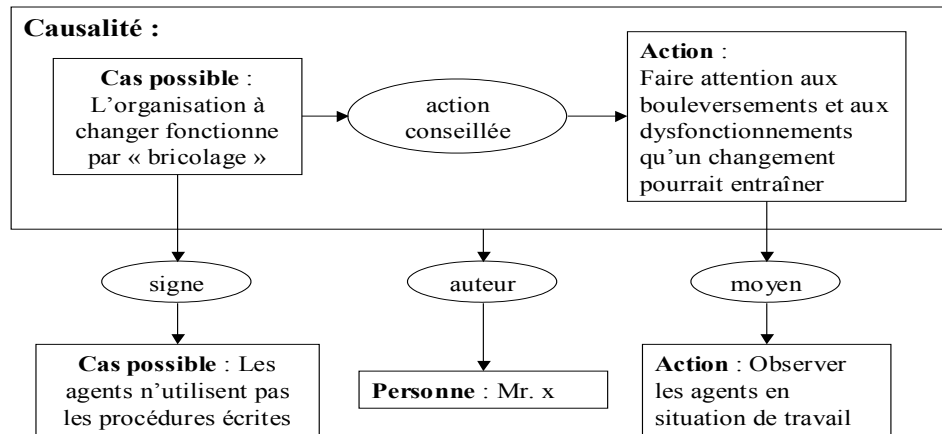 Causalité :
Cas possible :
L'organisation à
changer fonctionne
par « bricolage »
action
conseillée
Action :
Faire attention aux
bouleversements et aux
dysfonctionnements
qu'un changement
pourrait entraîner
signe
auteur
moyen
Cas possible : Les
agents n'utilisent pas
les procédures écrites
Personne : Mr. x
Action : Observer
les agents en
situation de travail